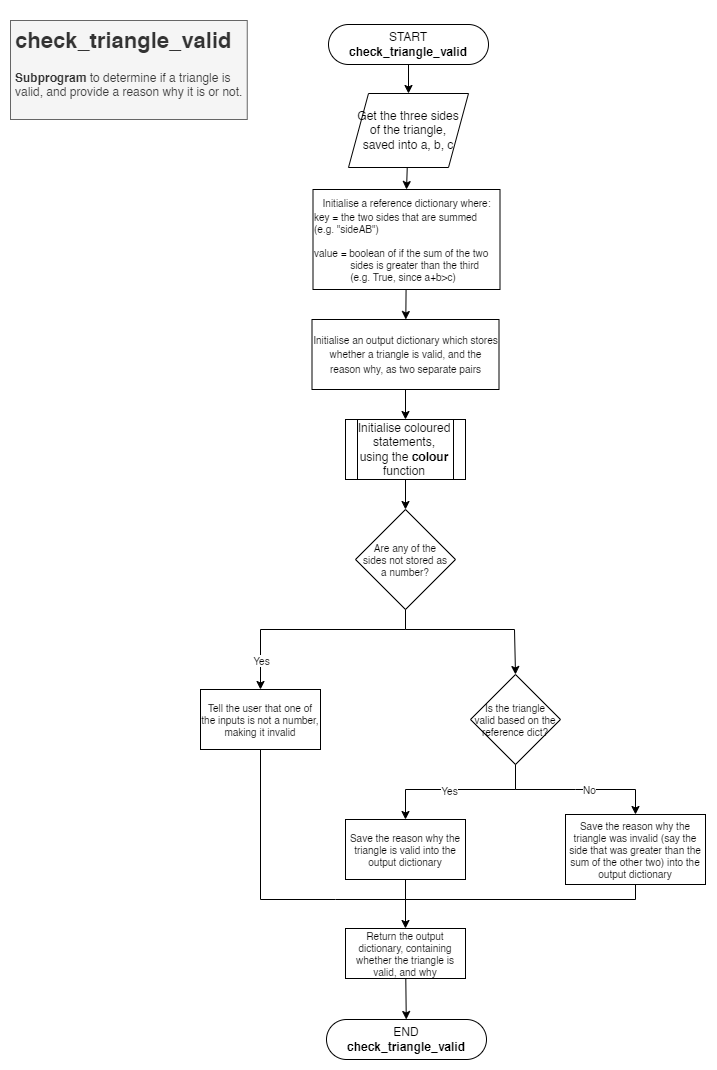 check_triangle_valid
Subprogram to determine if a triangle is
valid, and provide a reason why it is or not.
START
check_triangle_valid
Get the three sides
of the triangle,
saved into a, b, c
Initialise a reference dictionary where:
key = the two sides that are summed
(e.g. "sideAB")
value = boolean of if the sum of the two
sides is greater than the third
(e.g. True, since a+b>c)
Initialise an output dictionary which stores
whether a triangle is valid, and the
reason why, as two separate pairs
Initialise coloured
statements,
using the colour
function
Are any of the
sides not stored as
a number?
Yes
Tell the user that one of
the inputs is not a number,
making it invalid
Is the triangle
valid based on the
reference dict?
Yes
No
Save the reason why the
triangle is valid into the
output dictionary
Save the reason why the
triangle was invalid (say the
side that was greater than the
sum of the other two) into the
output dictionary
Return the output
dictionary, containing
whether the triangle is
valid, and why
END
check_triangle_valid